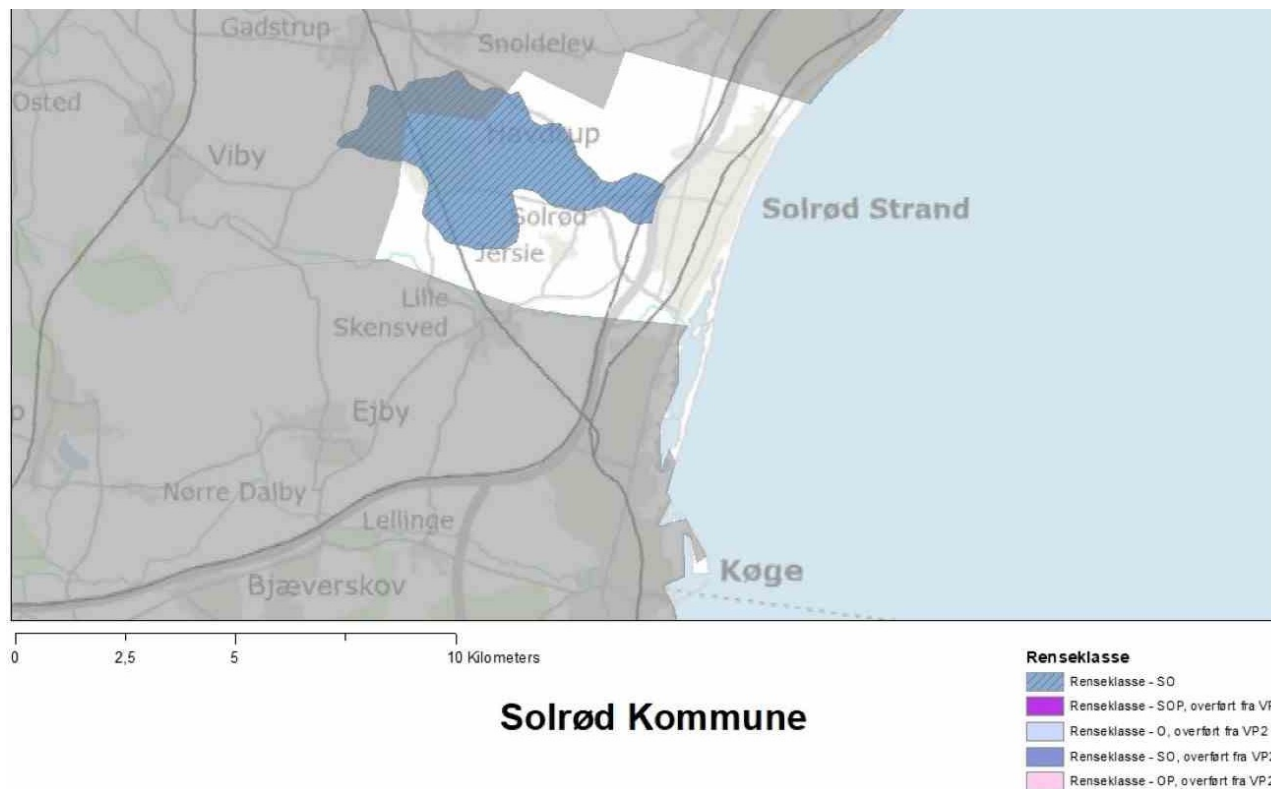 Gadstrup
Snoldelev
Osted
Havdrup
Viby
Solrød Strand
Solrød
Jersie
Lille
Skensved
Ejby
Nørre Dalby
Lellinge
Køge
Bjæverskov
0 2,5 5 10 Kilometers
Renseklasse
Renseklasse - SO
Solrød Kommune
Renseklasse - SOP, overført fra VP
Renseklasse - O, overført fra VP2
Renseklasse - SO, overført fra VP2
Renseklasse - OP, overført fra VP2